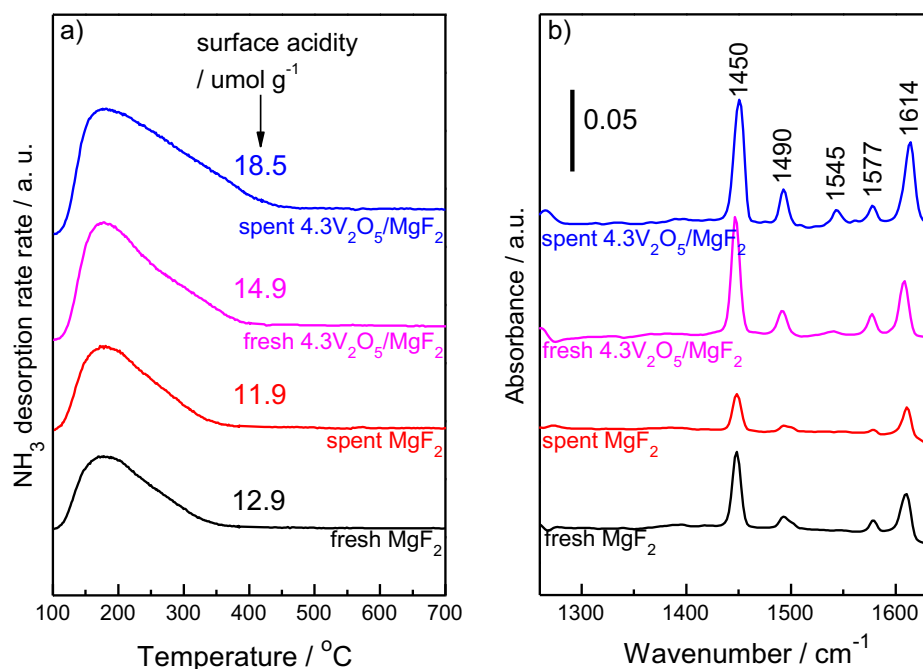 a)
surface acidity
/ umol g⁻¹
18.5
spent 4.3V₂O₅/MgF₂
14.9
fresh 4.3V₂O₅/MgF₂
11.9
spent MgF₂
12.9
fresh MgF₂
NH₃ desorption rate rate / a. u.
100 200 300 400 500 600 700
Temperature / °C
b)
0.05
1450
1490
1545
1577
1614
spent 4.3V₂O₅/MgF₂
fresh 4.3V₂O₅/MgF₂
spent MgF₂
fresh MgF₂
Absorbance / a.u.
1300 1400 1500 1600
Wavenumber / cm⁻¹